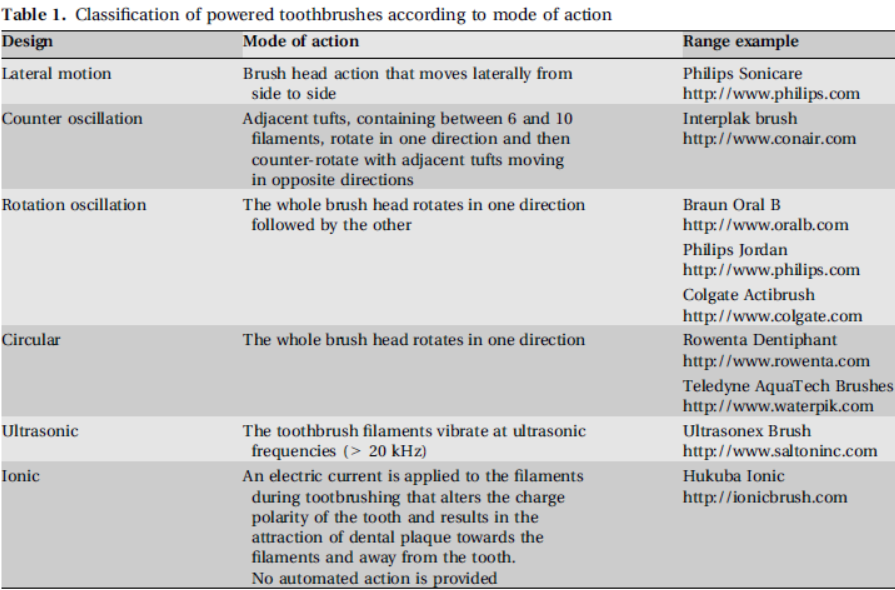 Table 1. Classification of powered toothbrushes according to mode of action
Design Mode of action Range example
Lateral motion Brush head action that moves laterally from side to side Philips Sonicare
http://www.philips.com
Counter oscillation Adjacent tufts, containing between 6 and 10
filaments, rotate in one direction and then
counter-rotate with adjacent tufts moving
in opposite directions
Interplak brush
http://www.conair.com
Rotation oscillation The whole brush head rotates in one direction
followed by the other
Braun Oral B
http://www.oralb.com
Philips Jordan
http://www.philips.com
Colgate Actibrush
http://www.colgate.com
Circular The whole brush head rotates in one direction Rowenta Dentiphant
http://www.rowenta.com
Teledyne AquaTech Brushes
http://www.waterpik.com
Ultrasonic The toothbrush filaments vibrate at ultrasonic
frequencies (> 20 kHz)
Ultrasonex Brush
http://www.saltoninc.com
Ionic An electric current is applied to the filaments
during tootbrushing that alters the charge
polarity of the tooth and results in the
attraction of dental plaque towards the
filaments and away from the tooth.
No automated action is provided
Hukuba Ionic
http://ionicbrush.com